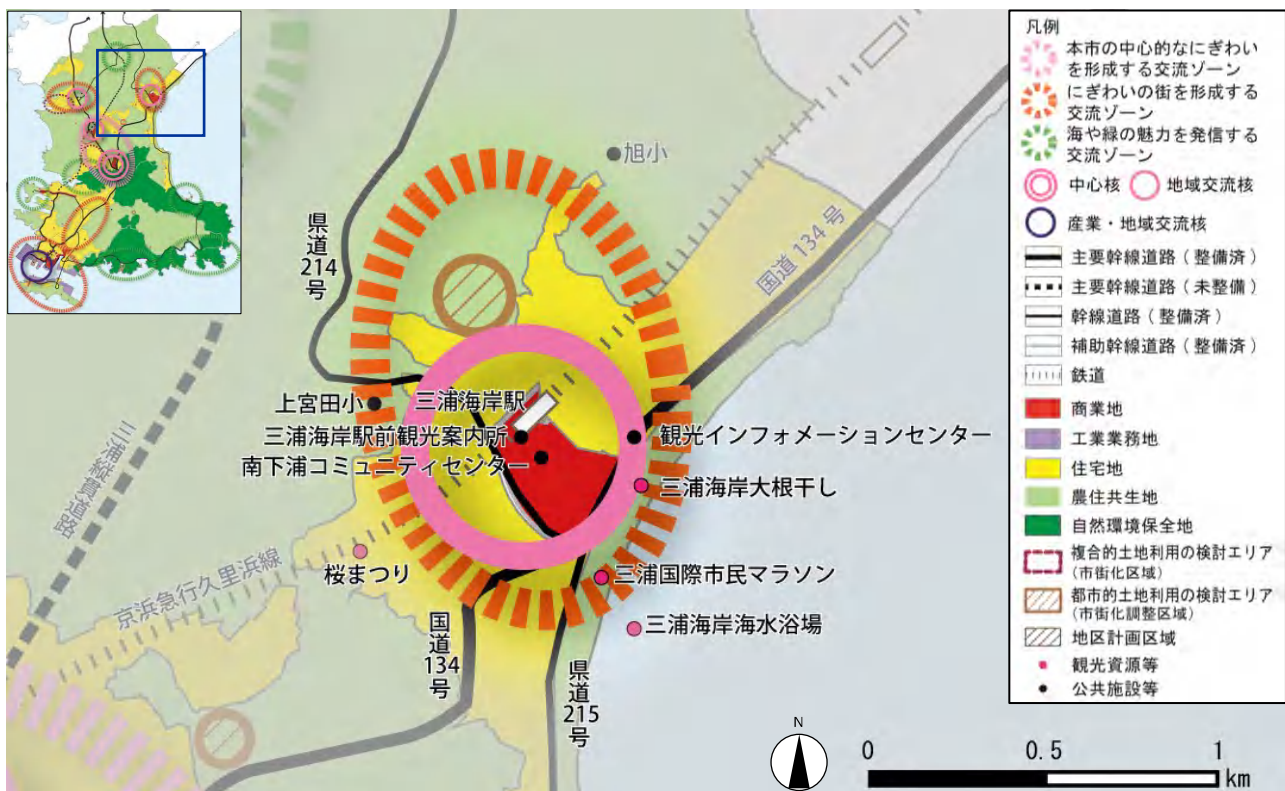 旭小
国道 134 号
県道
214
号
上宮田小
三浦海岸駅
三浦海岸駅前観光案内所
南下浦コミュニティセンター
観光インフォメーションセンター
三浦海岸大根干し
三浦縦貫道路
桜まつり
三浦国際市民マラソン
京浜急行久里浜線
三浦海岸海水浴場
国道
134
号
県道
215
号
N
0
0.5
1
km
凡例
本市の中心的なにぎわい
を形成する交流ゾーン
にぎわいの街を形成する
交流ゾーン
海や緑の魅力を発信する
交流ゾーン
中心核
地域交流核
産業・地域交流核
主要幹線道路(整備済)
主要幹線道路(未整備)
幹線道路(整備済)
補助幹線道路(整備済)
鉄道
商業地
工業業務地
住宅地
農住共生地
自然環境保全地
複合的土地利用の検討エリア
(市街化区域)
都市的土地利用の検討エリア
(市街化調整区域)
地区計画区域
観光資源等
公共施設等